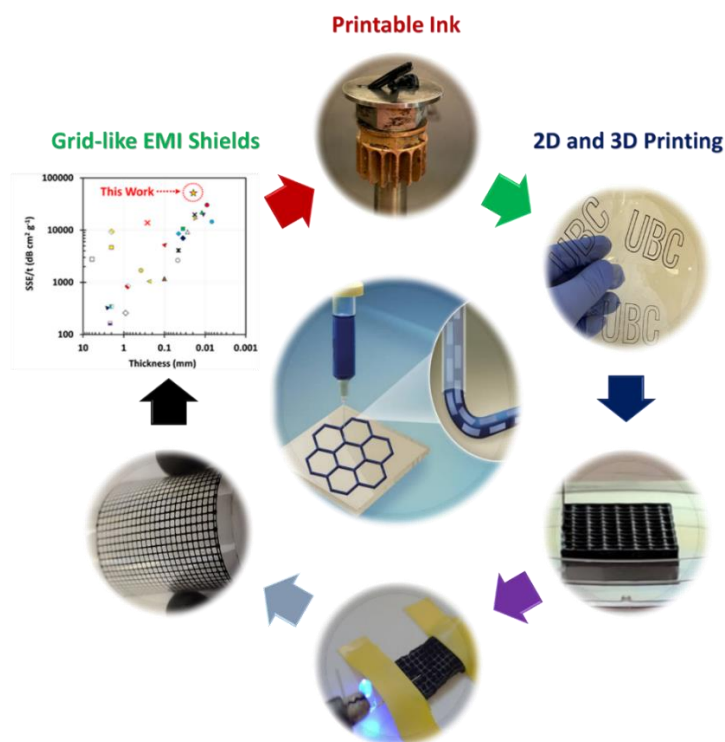 Printable Ink
Grid-like EMI Shields
2D and 3D Printing
This Work
SSE/t (dB cm² g⁻¹)
100000
10000
1000
100
10
1
0.1
0.01
0.001
Thickness (mm)
UBC
UBC
UBC